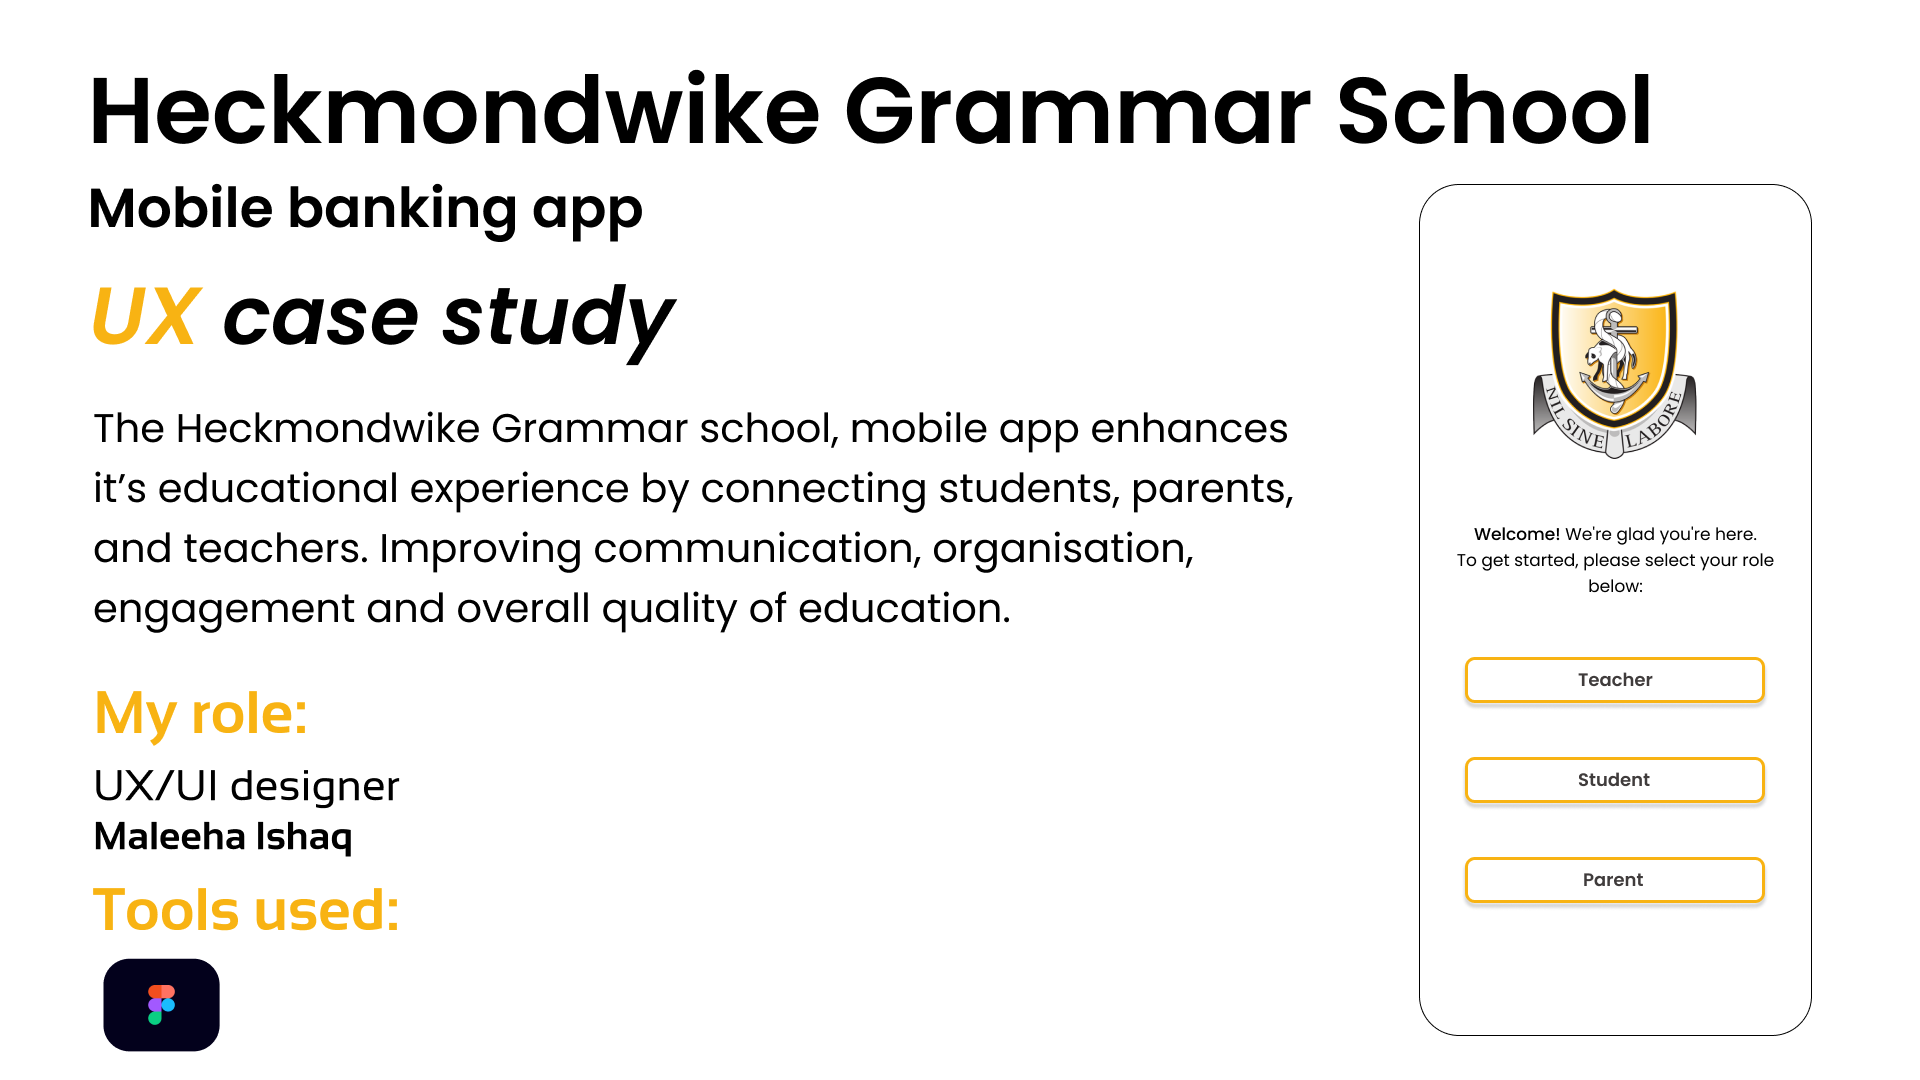 Heckmondwike Grammar School
Mobile banking app
UX case study
The Heckmondwike Grammar school, mobile app enhances
it’s educational experience by connecting students, parents,
and teachers. Improving communication, organisation,
engagement and overall quality of education.
My role:
UX/UI designer
Maleeha Ishaq
Tools used:
NIL SINE LABORE
Welcome! We're glad you're here.
To get started, please select your role
below:
Teacher
Student
Parent